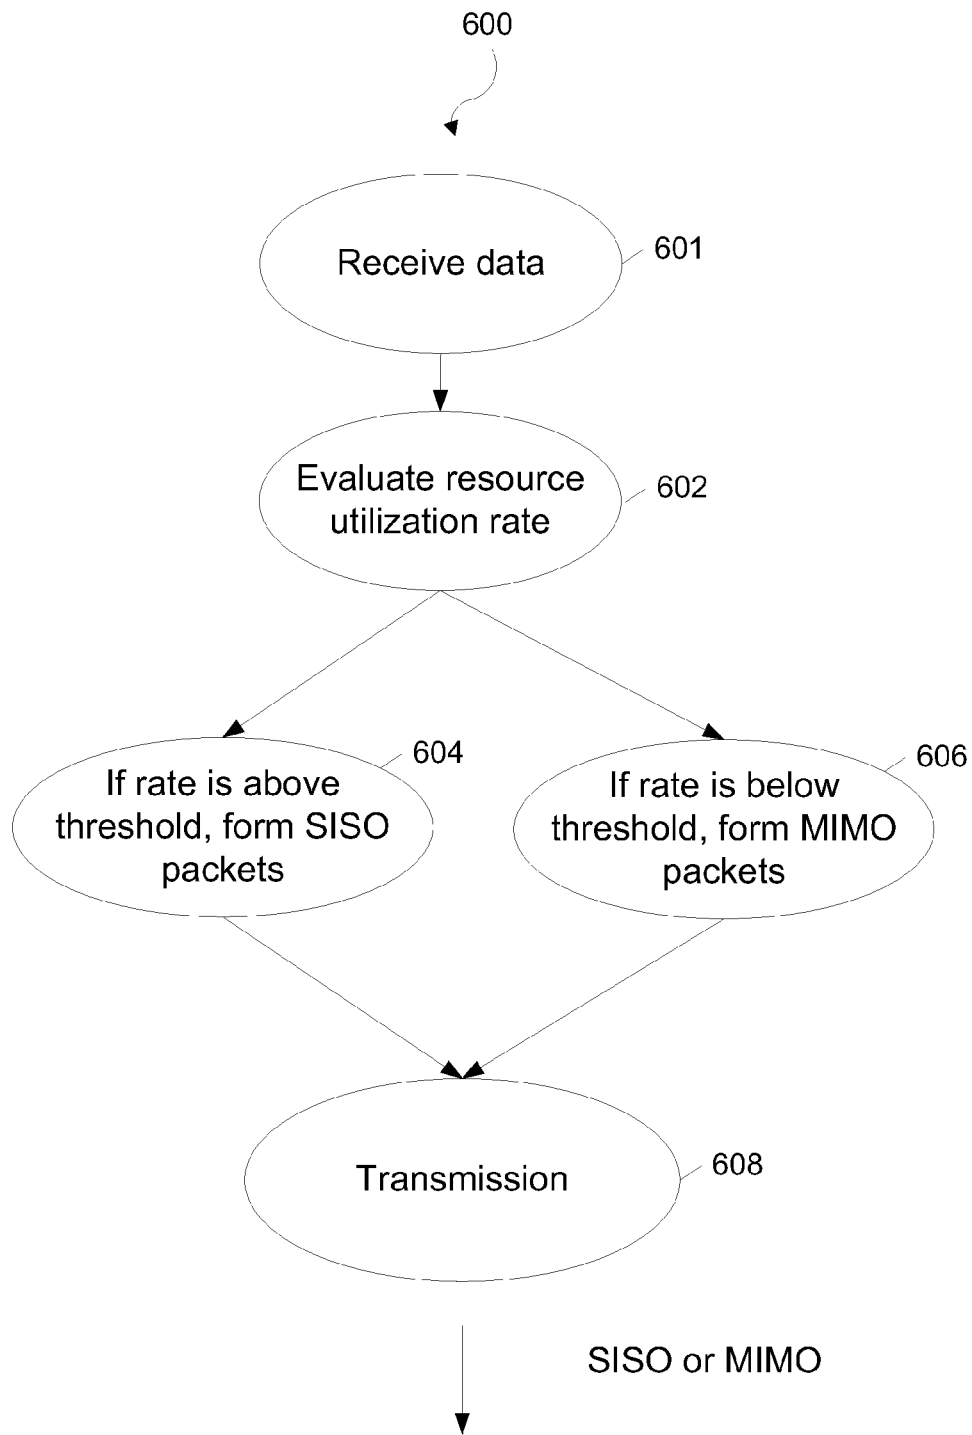 600
Receive data
601
Evaluate resource
utilization rate
602
If rate is above
threshold, form SISO
packets
604
If rate is below
threshold, form MIMO
packets
606
Transmission
608
SISO or MIMO